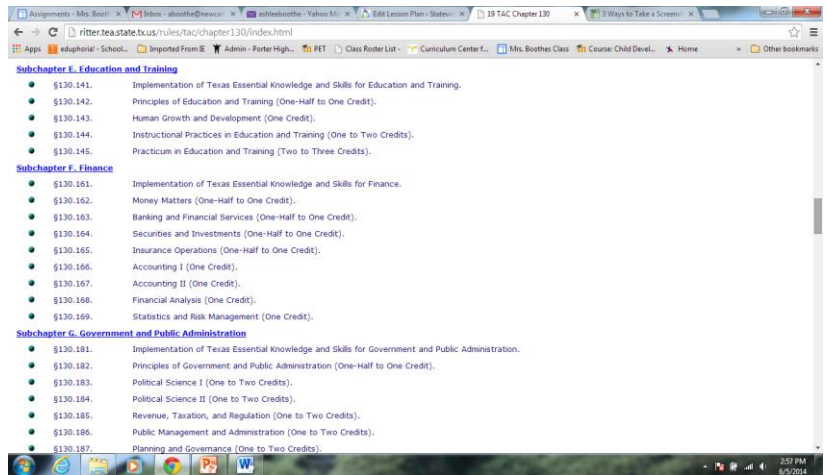 Assignments - Mrs. Booth
Inbox - aboothe@newcan
ashleeboothe - Yahoo M
Edit Lesson Plan - Statew
19 TAC Chapter 130
3 Ways to Take a Screensh
ritter.tea.state.tx.us/rules/tac/chapter130/index.html
Apps eduphoria! - School... Imported From IE Admin - Porter High... PET Class Roster List - Curriculum Center f... Mrs. Boothes Class Course: Child Devel... Home » Other bookmarks
Subchapter E. Education and Training
§130.141. Implementation of Texas Essential Knowledge and Skills for Education and Training.
§130.142. Principles of Education and Training (One-Half to One Credit).
§130.143. Human Growth and Development (One Credit).
§130.144. Instructional Practices in Education and Training (One to Two Credits).
§130.145. Practicum in Education and Training (Two to Three Credits).
Subchapter F. Finance
§130.161. Implementation of Texas Essential Knowledge and Skills for Finance.
§130.162. Money Matters (One-Half to One Credit).
§130.163. Banking and Financial Services (One-Half to One Credit).
§130.164. Securities and Investments (One-Half to One Credit).
§130.165. Insurance Operations (One-Half to One Credit).
§130.166. Accounting I (One Credit).
§130.167. Accounting II (One Credit).
§130.168. Financial Analysis (One Credit).
§130.169. Statistics and Risk Management (One Credit).
Subchapter G. Government and Public Administration
§130.181. Implementation of Texas Essential Knowledge and Skills for Government and Public Administration.
§130.182. Principles of Government and Public Administration (One-Half to One Credit).
§130.183. Political Science I (One to Two Credits).
§130.184. Political Science II (One to Two Credits).
§130.185. Revenue, Taxation, and Regulation (One to Two Credits).
§130.186. Public Management and Administration (One to Two Credits).
§130.187. Planning and Governance (One to Two Credits).
2:57 PM
6/5/2014